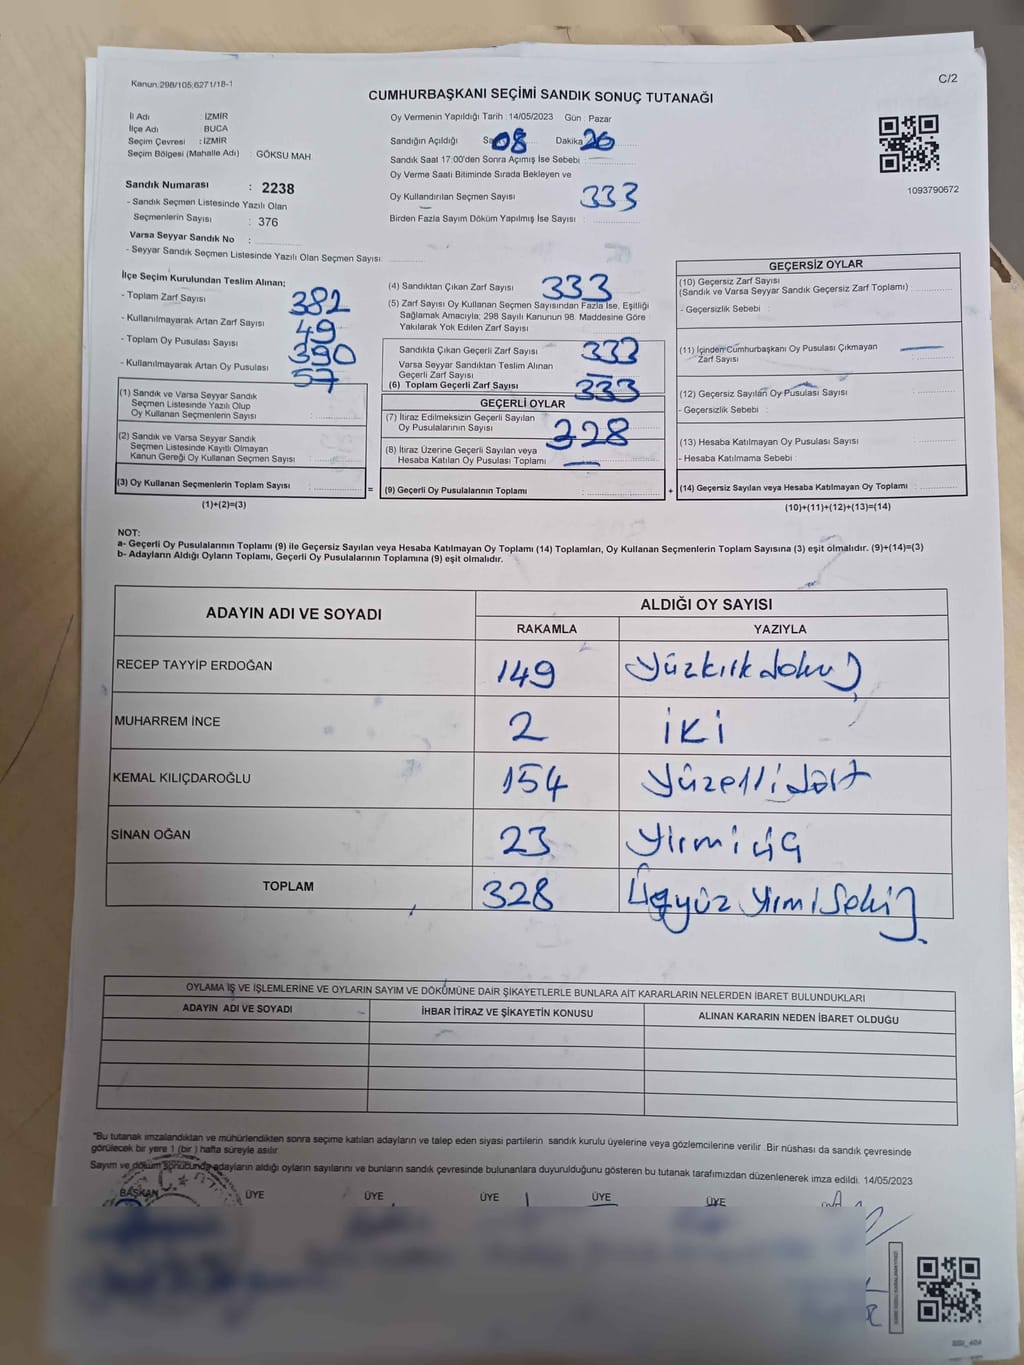 Kanun:298/105;6271/18-1
C/2
CUMHURBAŞKANI SEÇİMİ SANDIK SONUÇ TUTANAĞI
İl Adı : İZMİR
İlçe Adı BUCA
Seçim Çevresi : İZMİR
Seçim Bölgesi (Mahalle Adı) : GÖKSU MAH
Sandık Numarası : 2238
- Sandık Seçmen Listesinde Yazılı Olan
Seçmenlerin Sayısı : 376
Varsa Seyyar Sandık No :
- Seyyar Sandık Seçmen Listesinde Yazılı Olan Seçmen Sayısı:
Oy Vermenin Yapıldığı Tarih : 14/05/2023 Gün : Pazar
Sandığın Açıldığı 08 Dakika 26
Sandık Saat 17:00'den Sonra Açımış İse Sebebi :
Oy Verme Saati Bitiminde Sırada Bekleyen ve
Oy Kullandırılan Seçmen Sayısı 333
Birden Fazla Sayım Döküm Yapılmış İse Sayısı :
1093790672
İlçe Seçim Kurulundan Teslim Alınan;
- Toplam Zarf Sayısı 382
- Kullanılmayarak Artan Zarf Sayısı 49
- Toplam Oy Pusulası Sayısı 390
- Kullanılmayarak Artan Oy Pusulası 57
(1) Sandık ve Varsa Seyyar Sandık
Seçmen Listesinde Yazılı Olup
Oy Kullanan Seçmenlerin Sayısı :
(2) Sandık ve Varsa Seyyar Sandık
Seçmen Listesinde Kayıtlı Olmayan
Kanun Gereği Oy Kullanan Seçmen Sayısı :
(3) Oy Kullanan Seçmenlerin Toplam Sayısı :
(1)+(2)=(3)
(4) Sandıktan Çıkan Zarf Sayısı 333
(5) Zarf Sayısı Oy Kullanan Seçmen Sayısından Fazla İse, Eşitliği
Sağlamak Amacıyla; 298 Sayılı Kanunun 98. Maddesine Göre
Yakılarak Yok Edilen Zarf Sayısı
Sandıkta Çıkan Geçerli Zarf Sayısı 333
Varsa Seyyar Sandıktan Teslim Alınan
Geçerli Zarf Sayısı
(6) Toplam Geçerli Zarf Sayısı 333
GEÇERLİ OYLAR
(7) İtiraz Edilmeksizin Geçerli Sayılan
Oy Pusulalarının Sayısı 328
(8) İtiraz Üzerine Geçerli Sayılan veya
Hesaba Katılan Oy Pusulası Toplamı
= (9) Geçerli Oy Pusulalarının Toplamı :
GEÇERSİZ OYLAR
(10) Geçersiz Zarf Sayısı
(Sandık ve Varsa Seyyar Sandık Geçersiz Zarf Toplamı)
- Geçersizlik Sebebi :
(11) İçinden Cumhurbaşkanı Oy Pusulası Çıkmayan
Zarf Sayısı
(12) Geçersiz Sayılan Oy Pusulası Sayısı
- Geçersizlik Sebebi :
(13) Hesaba Katılmayan Oy Pusulası Sayısı
- Hesaba Katılmama Sebebi :
+ (14) Geçersiz Sayılan veya Hesaba Katılmayan Oy Toplamı
(10)+(11)+(12)+(13)=(14)
NOT:
a- Geçerli Oy Pusulalarının Toplamı (9) ile Geçersiz Sayılan veya Hesaba Katılmayan Oy Toplamı (14) Toplamları, Oy Kullanan Seçmenlerin Toplam Sayısına (3) eşit olmalıdır. (9)+(14)=(3)
b- Adayların Aldığı Oyların Toplamı, Geçerli Oy Pusulalarının Toplamına (9) eşit olmalıdır.
ADAYIN ADI VE SOYADI ALDIĞI OY SAYISI
RAKAMLA YAZIYLA
RECEP TAYYİP ERDOĞAN 149 Yüzkırkdokuz
MUHARREM İNCE 2 İKİ
KEMAL KILIÇDAROĞLU 154 Yüzellidört
SİNAN OĞAN 23 Yirmiüç
TOPLAM 328 Üçyüz yirmi Sekiz.
OYLAMA İŞ VE İŞLEMLERİNE VE OYLARIN SAYIM VE DÖKÜMÜNE DAİR ŞİKAYETLERLE BUNLARA AİT KARARLARIN NELERDEN İBARET BULUNDUKLARI
ADAYIN ADI VE SOYADI İHBAR İTİRAZ VE ŞİKAYETİN KONUSU ALINAN KARARIN NEDEN İBARET OLDUĞU
"Bu tutanak imzalandıktan ve mühürlendikten sonra seçime katılan adayların ve talep eden siyasi partilerin sandık kurulu üyelerine veya gözlemcilerine verilir. Bir nüshası da sandık çevresinde
görülecek bir yere 1 (bir ) hafta süreyle asılır
Sayım ve döküm sonucunda adayların aldığı oyların sayılarını ve bunların sandık çevresinde bulunanlara duyurulduğunu gösteren bu tutanak tarafımızdan düzenlenerek imza edildi. 14/05/2023
BAŞKAN ÜYE ÜYE ÜYE ÜYE ÜYE